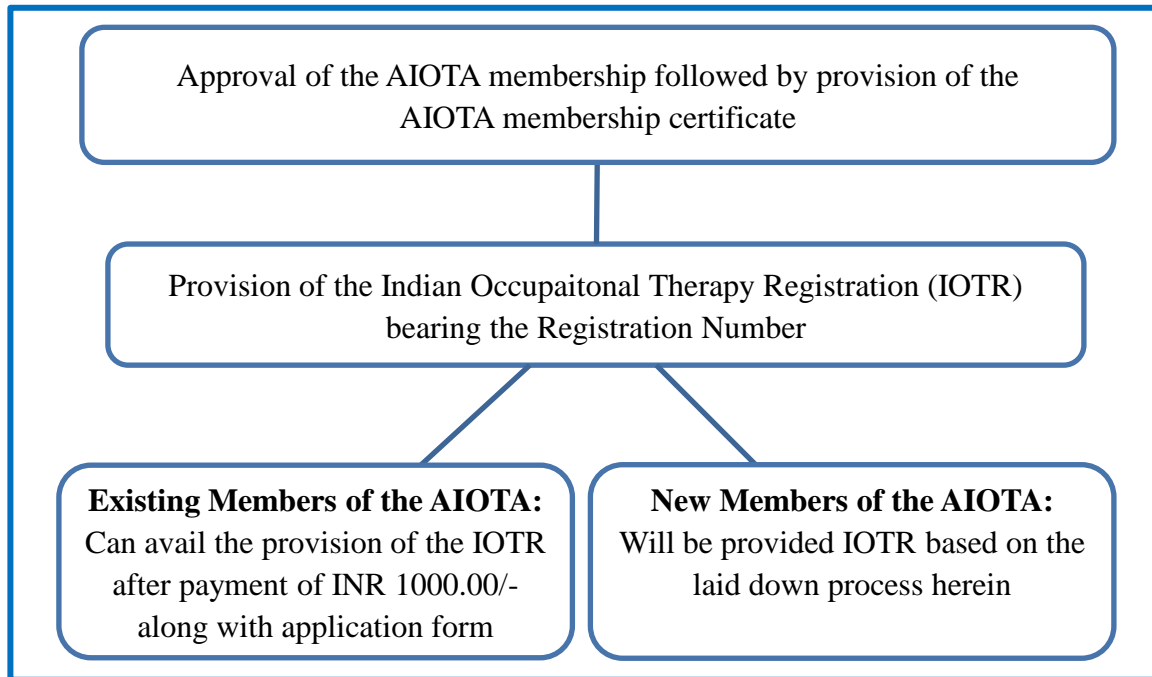 Approval of the AIOTA membership followed by provision of the
AIOTA membership certificate
Provision of the Indian Occupaitonal Therapy Registration (IOTR)
bearing the Registration Number
Existing Members of the AIOTA:
Can avail the provision of the IOTR
after payment of INR 1000.00/-
along with application form
New Members of the AIOTA:
Will be provided IOTR based on the
laid down process herein